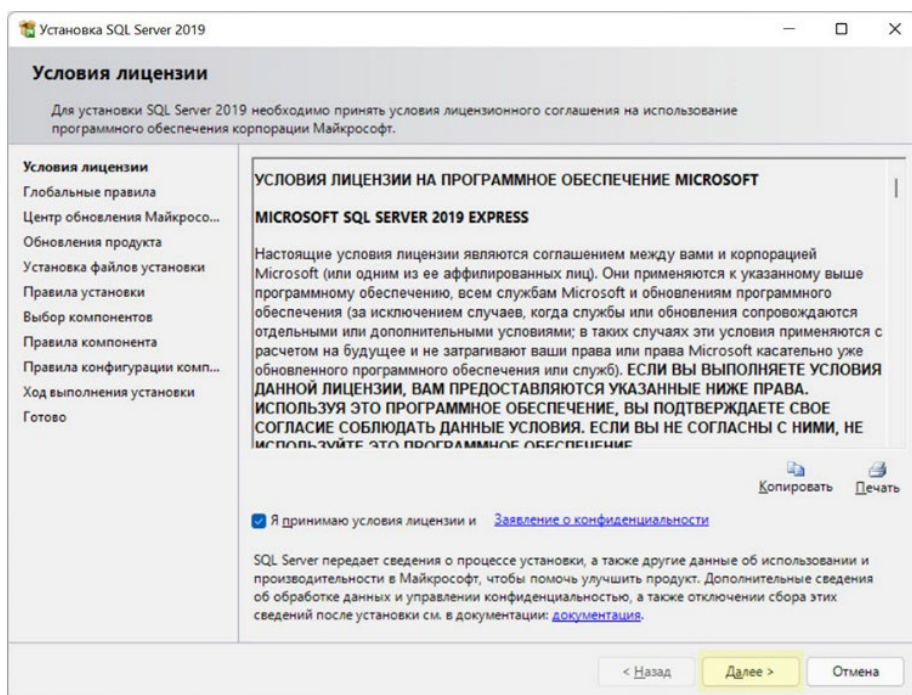 Установка SQL Server 2019
Условия лицензии
Для установки SQL Server 2019 необходимо принять условия лицензионного соглашения на использование
программного обеспечения корпорации Майкрософт.
Условия лицензии
Глобальные правила
Центр обновления Майкросо...
Обновления продукта
Установка файлов установки
Правила установки
Выбор компонентов
Правила компонента
Правила конфигурации комп...
Ход выполнения установки
Готово
УСЛОВИЯ ЛИЦЕНЗИИ НА ПРОГРАММНОЕ ОБЕСПЕЧЕНИЕ MICROSOFT
MICROSOFT SQL SERVER 2019 EXPRESS
Настоящие условия лицензии являются соглашением между вами и корпорацией
Microsoft (или одним из ее аффилированных лиц). Они применяются к указанному выше
программному обеспечению, всем службам Microsoft и обновлениям программного
обеспечения (за исключением случаев, когда службы или обновления сопровождаются
отдельными или дополнительными условиями; в таких случаях эти условия применяются с
расчетом на будущее и не затрагивают ваши права или права Microsoft касательно уже
обновленного программного обеспечения или служб). ЕСЛИ ВЫ ВЫПОЛНЯЕТЕ УСЛОВИЯ
ДАННОЙ ЛИЦЕНЗИИ, ВАМ ПРЕДОСТАВЛЯЮТСЯ УКАЗАННЫЕ НИЖЕ ПРАВА.
ИСПОЛЬЗУЯ ЭТО ПРОГРАММНОЕ ОБЕСПЕЧЕНИЕ, ВЫ ПОДТВЕРЖДАЕТЕ СВОЕ
СОГЛАСИЕ СОБЛЮДАТЬ ДАННЫЕ УСЛОВИЯ. ЕСЛИ ВЫ НЕ СОГЛАСНЫ С НИМИ, НЕ
ИСПОЛЬЗУЙТЕ ЭТО ПРОГРАММНОЕ ОБЕСПЕЧЕНИЕ
Копировать Печать
Я принимаю условия лицензии и Заявление о конфиденциальности
SQL Server передает сведения о процессе установки, а также другие данные об использовании и
производительности в Майкрософт, чтобы помочь улучшить продукт. Дополнительные сведения
об обработке данных и управлении конфиденциальностью, а также отключении сбора этих
сведений после установки см. в документации: документация.
< Назад Далее > Отмена